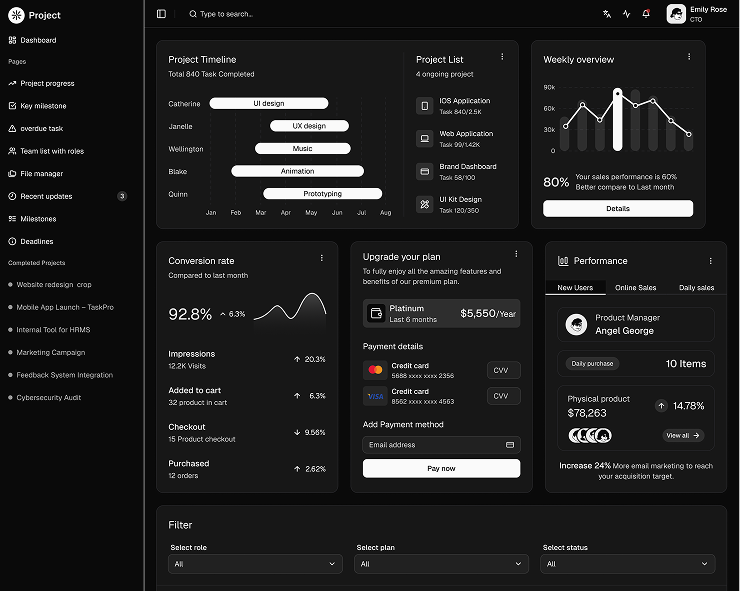 Project
Type to search...
Emily Rose
CTO
Dashboard
Pages
Project progress
Key milestone
overdue task
Team list with roles
File manager
Recent updates
3
Milestones
Deadlines
Completed Projects
Website redesign crop
Mobile App Launch – TaskPro
Internal Tool for HRMS
Marketing Campaign
Feedback System Integration
Cybersecurity Audit
Project Timeline
Total 840 Task Completed
Catherine
UI design
Janelle
UX design
Wellington
Music
Blake
Animation
Quinn
Prototyping
Jan Feb Mar Apr May Jun Jul Aug
Project List
4 ongoing project
IOS Application
Task 840/2.5K
Web Application
Task 99/1.42K
Brand Dashboard
Task 58/100
UI Kit Design
Task 120/350
Weekly overview
90k
60k
30k
0
80%
Your sales performance is 60%
Better compare to Last month
Details
Conversion rate
Compared to last month
92.8%
6.3%
Impressions
12.2K Visits
20.3%
Added to cart
32 product in cart
6.3%
Checkout
15 Product checkout
9.56%
Purchased
12 orders
2.62%
Upgrade your plan
To fully enjoy all the amazing features and
benefits of our premium plan.
Platinum
Last 6 months
$5,550/Year
Payment details
Credit card
5688 xxxx xxxx 2356
CVV
VISA
Credit card
8562 xxxx xxxx 4563
CVV
Add Payment method
Email address
Pay now
Performance
New Users
Online Sales
Daily sales
Product Manager
Angel George
Daily purchase
10 Items
Physical product
$78,263
14.78%
View all
Increase 24% More email marketing to reach
your acquisition target.
Filter
Select role
All
Select plan
All
Select status
All